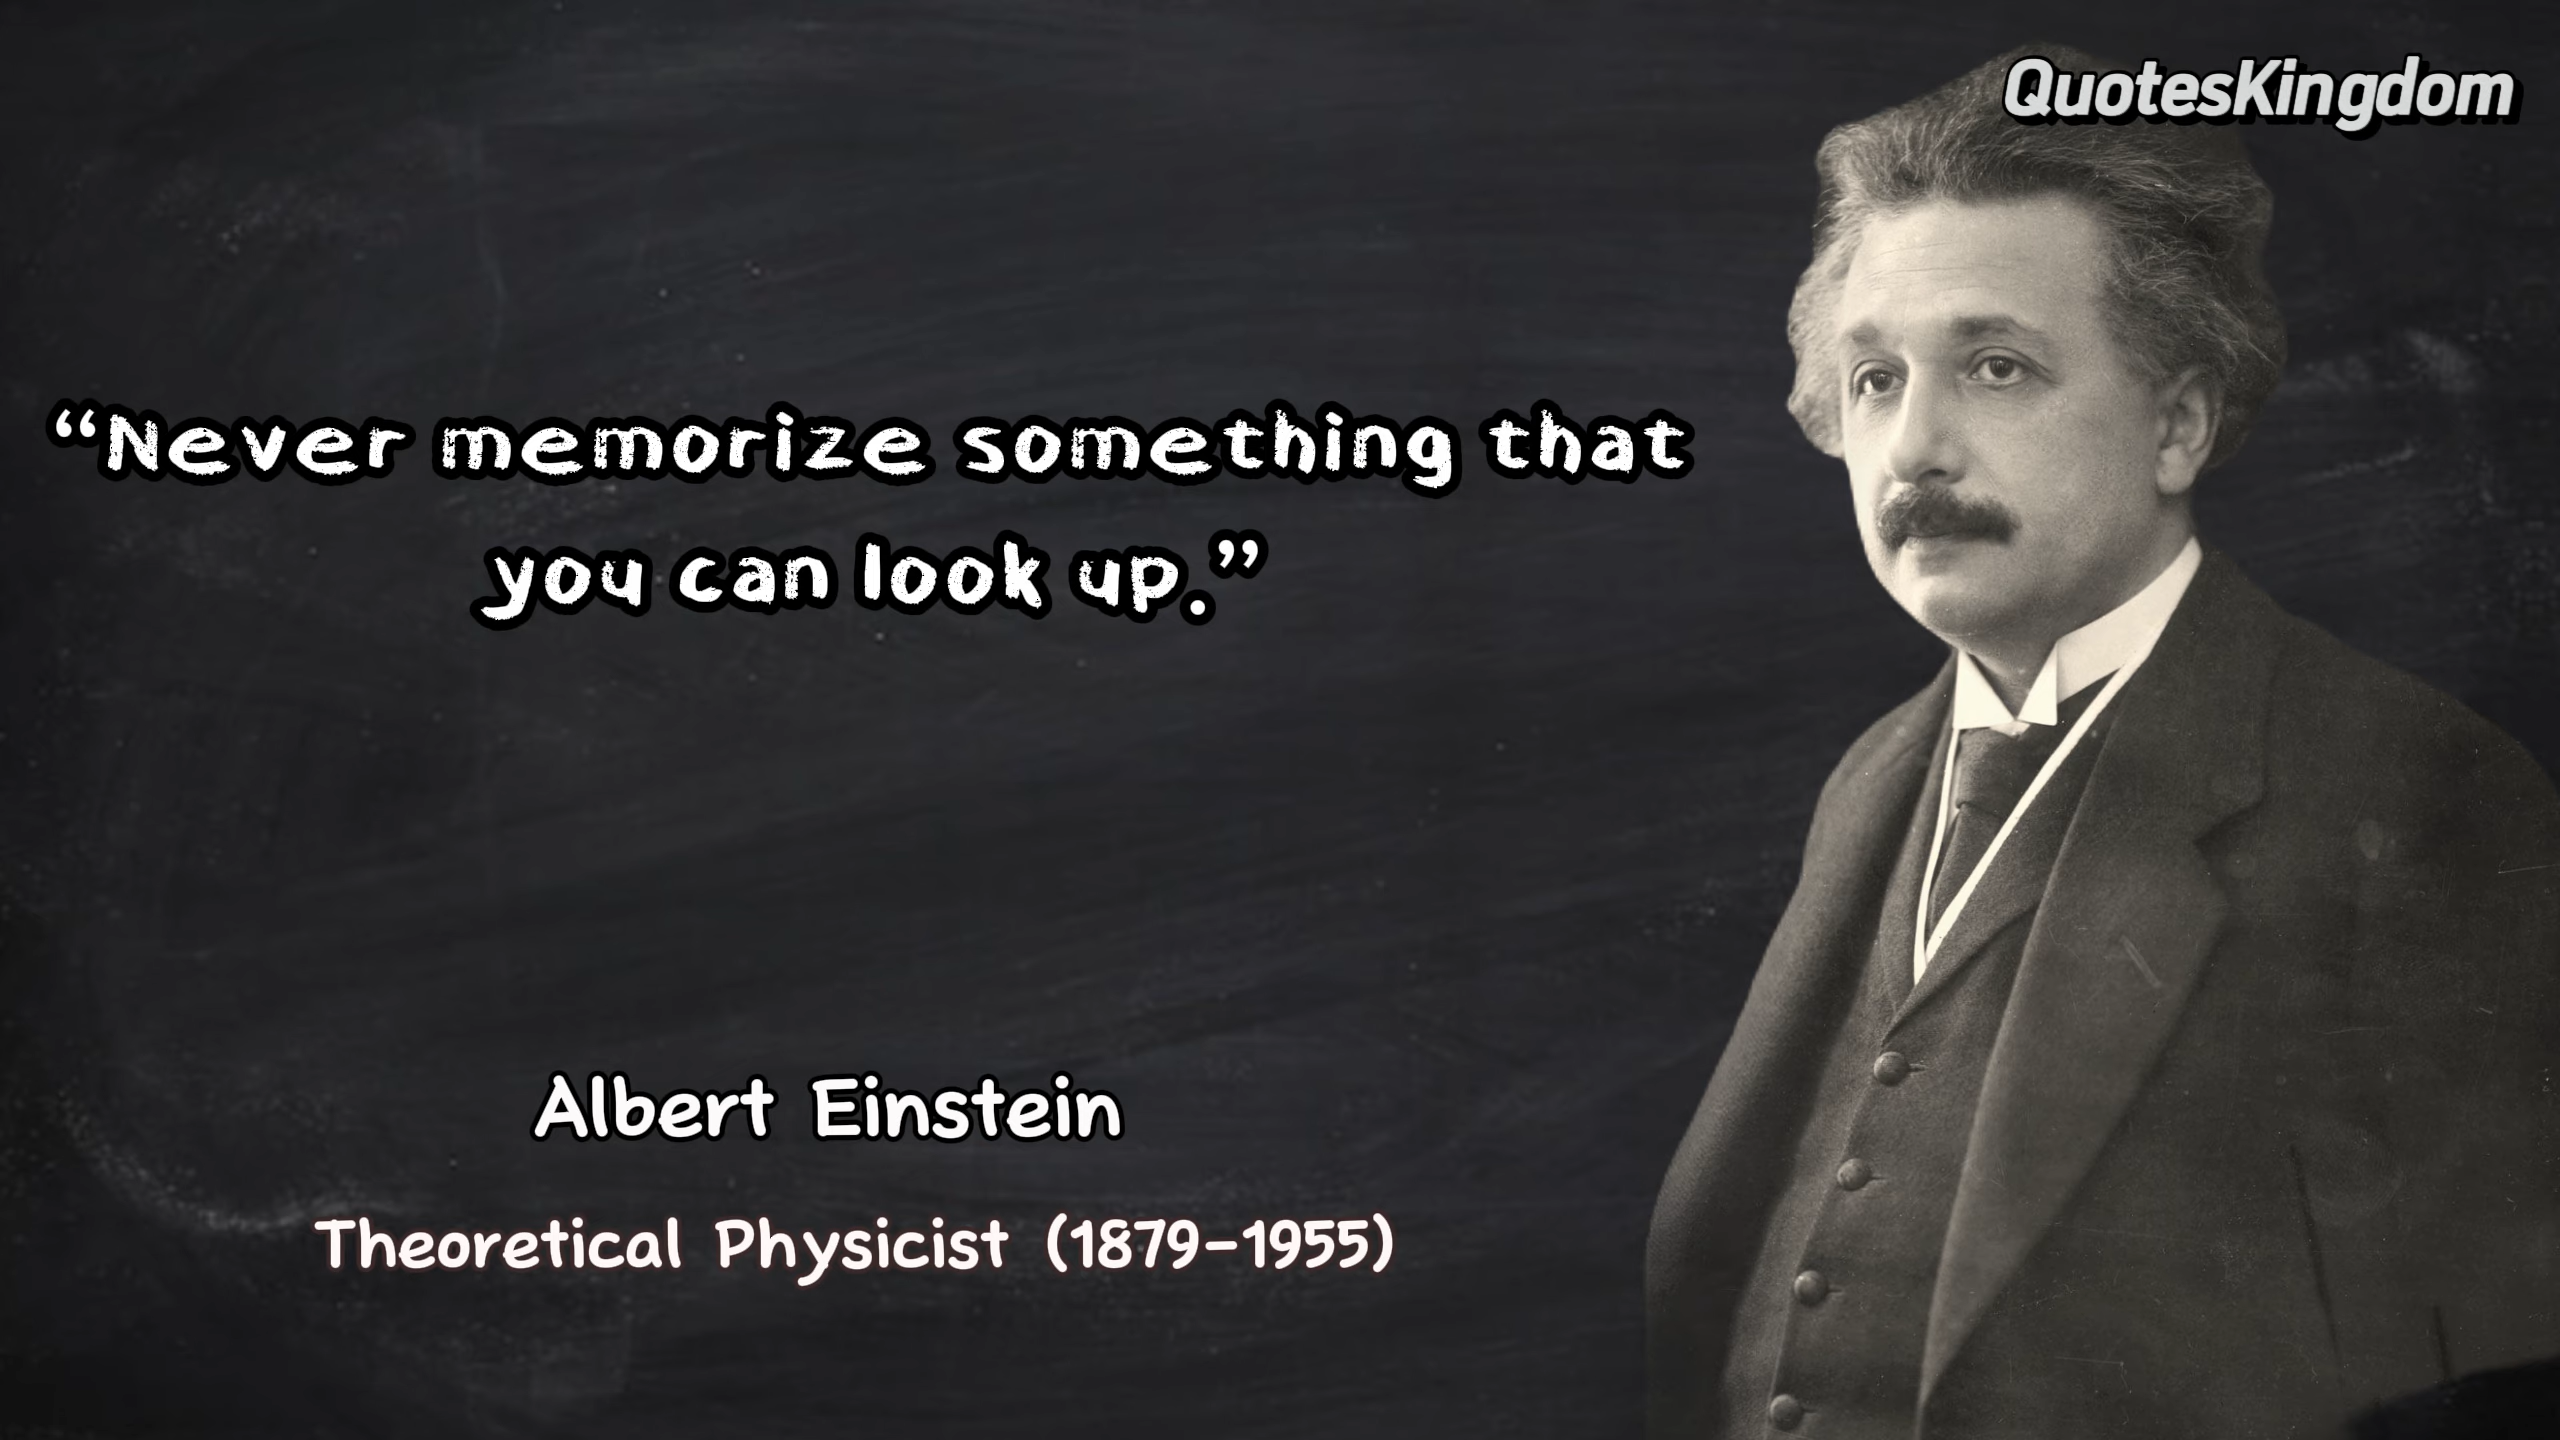 QuotesKingdom
“Never memorize something that
you can look up.”
Albert Einstein
Theoretical Physicist (1879-1955)